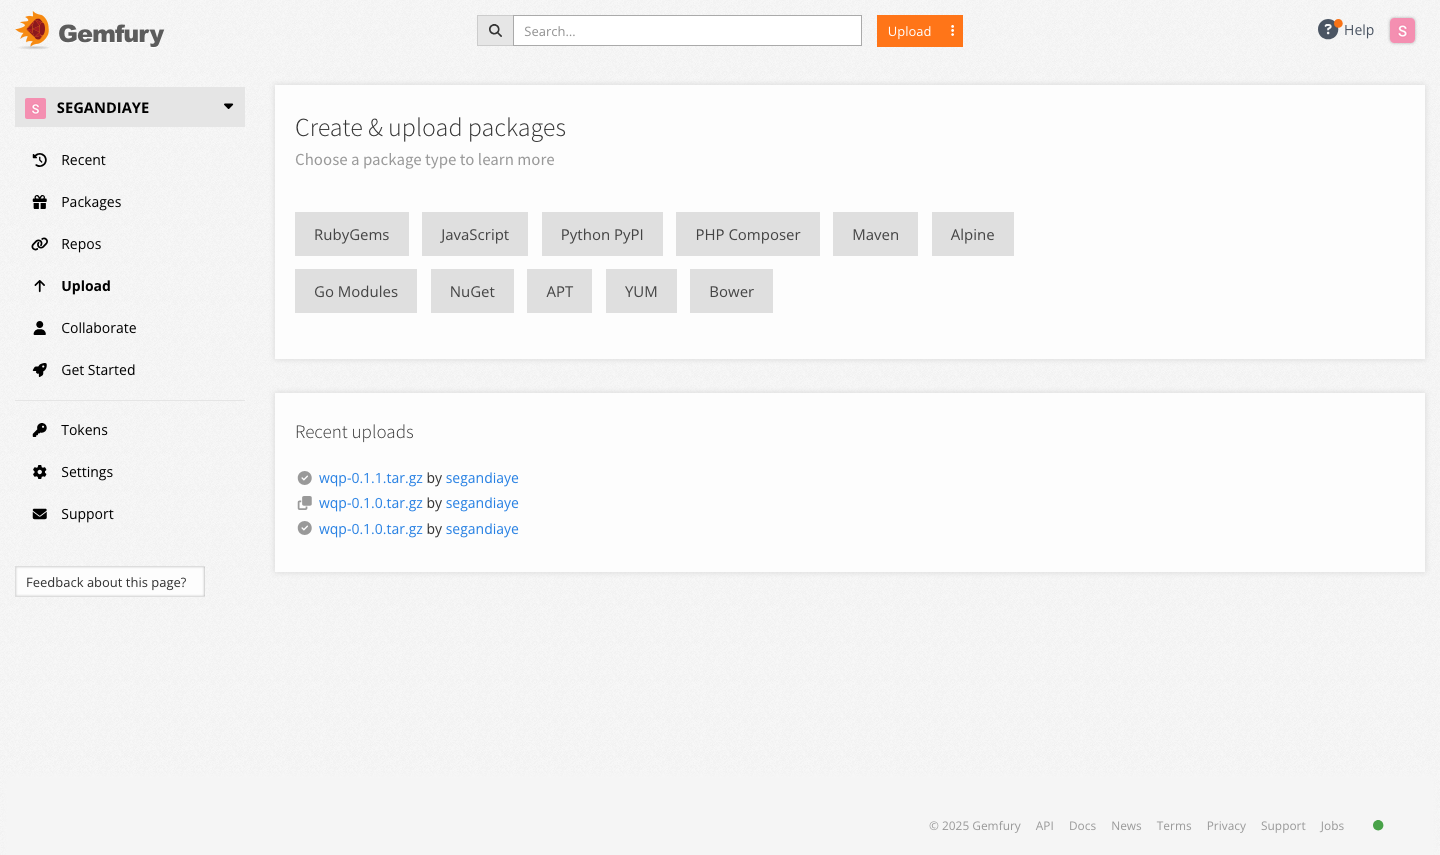 Gemfury
Search...
Upload
?
Help
S
S
SEGANDIAYE
Recent
Packages
Repos
Upload
Collaborate
Get Started
Tokens
Settings
Support
Feedback about this page?
Create & upload packages
Choose a package type to learn more
RubyGems JavaScript Python PyPI PHP Composer Maven Alpine
Go Modules NuGet APT YUM Bower
Recent uploads
wqp-0.1.1.tar.gz by segandiaye
wqp-0.1.0.tar.gz by segandiaye
wqp-0.1.0.tar.gz by segandiaye
© 2025 Gemfury API Docs News Terms Privacy Support Jobs